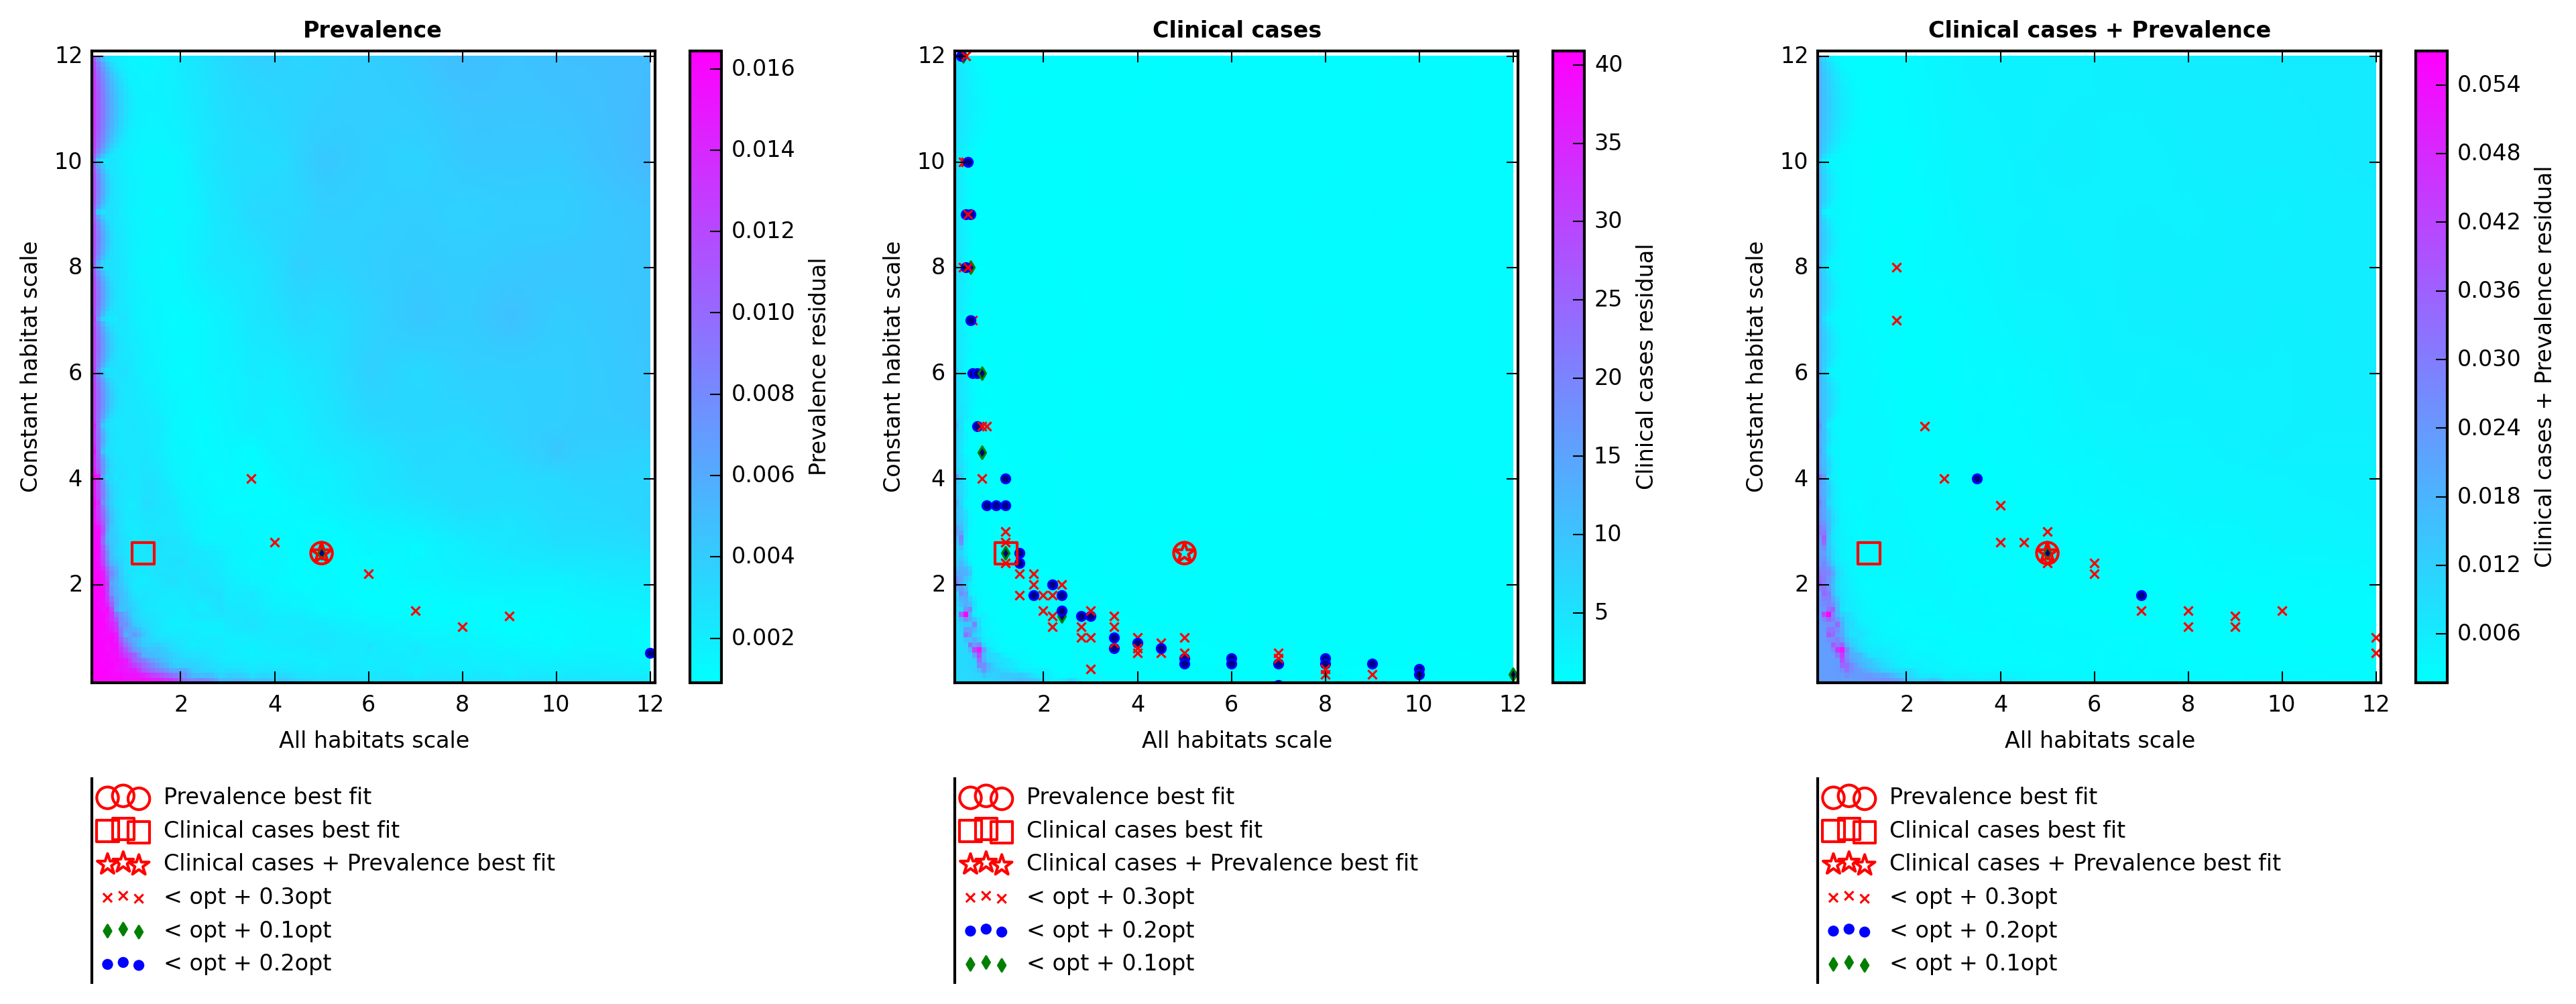 Prevalence
12
10
8
6
4
2
2 4 6 8 10 12
Constant habitat scale
All habitats scale
0.016
0.014
0.012
0.010
0.008
0.006
0.004
0.002
Prevalence residual
Prevalence best fit
Clinical cases best fit
Clinical cases + Prevalence best fit
< opt + 0.3opt
< opt + 0.1opt
< opt + 0.2opt
Clinical cases
12
10
8
6
4
2
2 4 6 8 10 12
Constant habitat scale
All habitats scale
40
35
30
25
20
15
10
5
Clinical cases residual
Prevalence best fit
Clinical cases best fit
Clinical cases + Prevalence best fit
< opt + 0.3opt
< opt + 0.2opt
< opt + 0.1opt
Clinical cases + Prevalence
12
10
8
6
4
2
2 4 6 8 10 12
Constant habitat scale
All habitats scale
0.054
0.048
0.042
0.036
0.030
0.024
0.018
0.012
0.006
Clinical cases + Prevalence residual
Prevalence best fit
Clinical cases best fit
Clinical cases + Prevalence best fit
< opt + 0.3opt
< opt + 0.2opt
< opt + 0.1opt